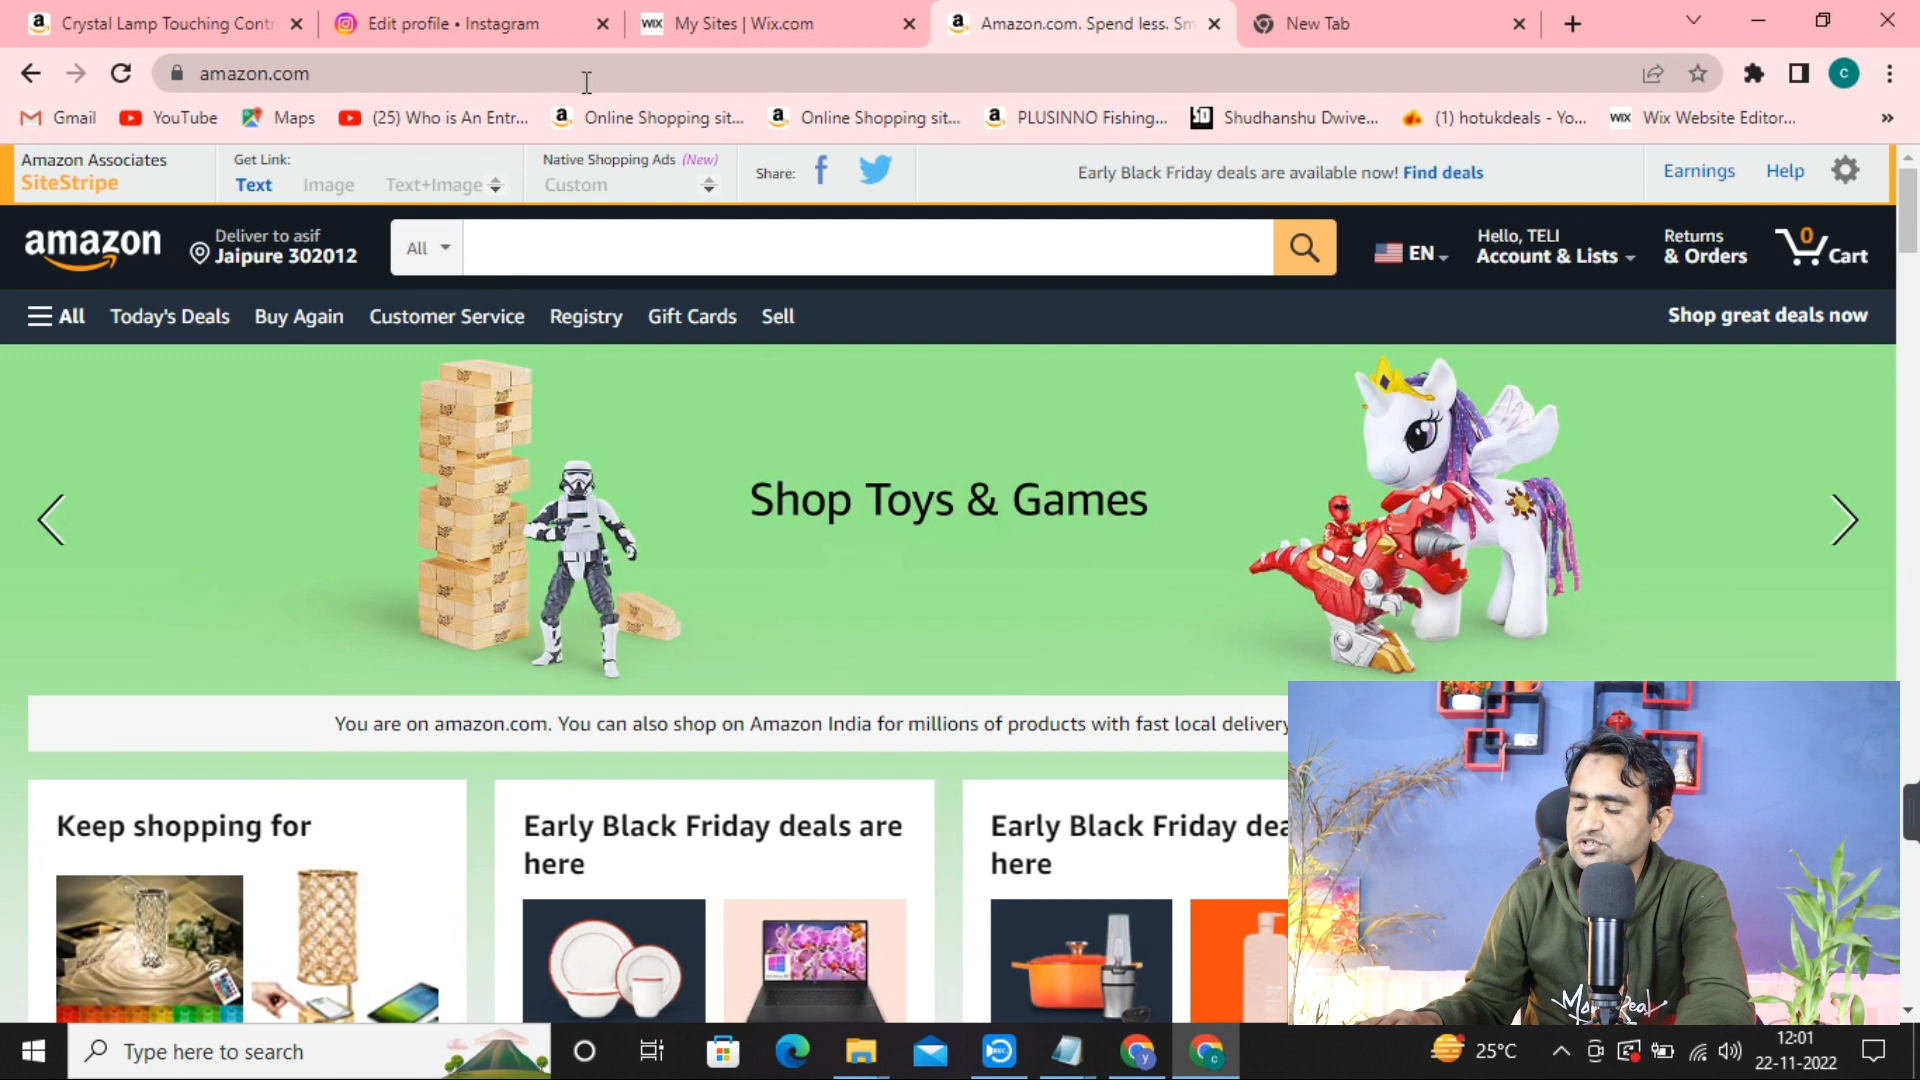 Crystal Lamp Touching Contr
Edit profile • Instagram
WIX My Sites | Wix.com
Amazon.com. Spend less. Sm
New Tab
amazon.com
Gmail
YouTube
Maps
(25) Who is An Entr...
Online Shopping sit...
Online Shopping sit...
PLUSINNO Fishing...
Shudhanshu Dwive...
(1) hotukdeals - Yo...
WIX Wix Website Editor...
»
Amazon Associates
SiteStripe
Get Link:
Text Image Text+Image
Native Shopping Ads (New)
Custom
Share:
Early Black Friday deals are available now! Find deals
Earnings
Help
amazon
Deliver to asif
Jaipure 302012
All
EN
Hello, TELI
Account & Lists
Returns
& Orders
0
Cart
All Today's Deals Buy Again Customer Service Registry Gift Cards Sell
Shop great deals now
Shop Toys & Games
You are on amazon.com. You can also shop on Amazon India for millions of products with fast local delivery
Keep shopping for
Early Black Friday deals are
here
Early Black Friday dea
here
Type here to search
25°C
12:01
22-11-2022